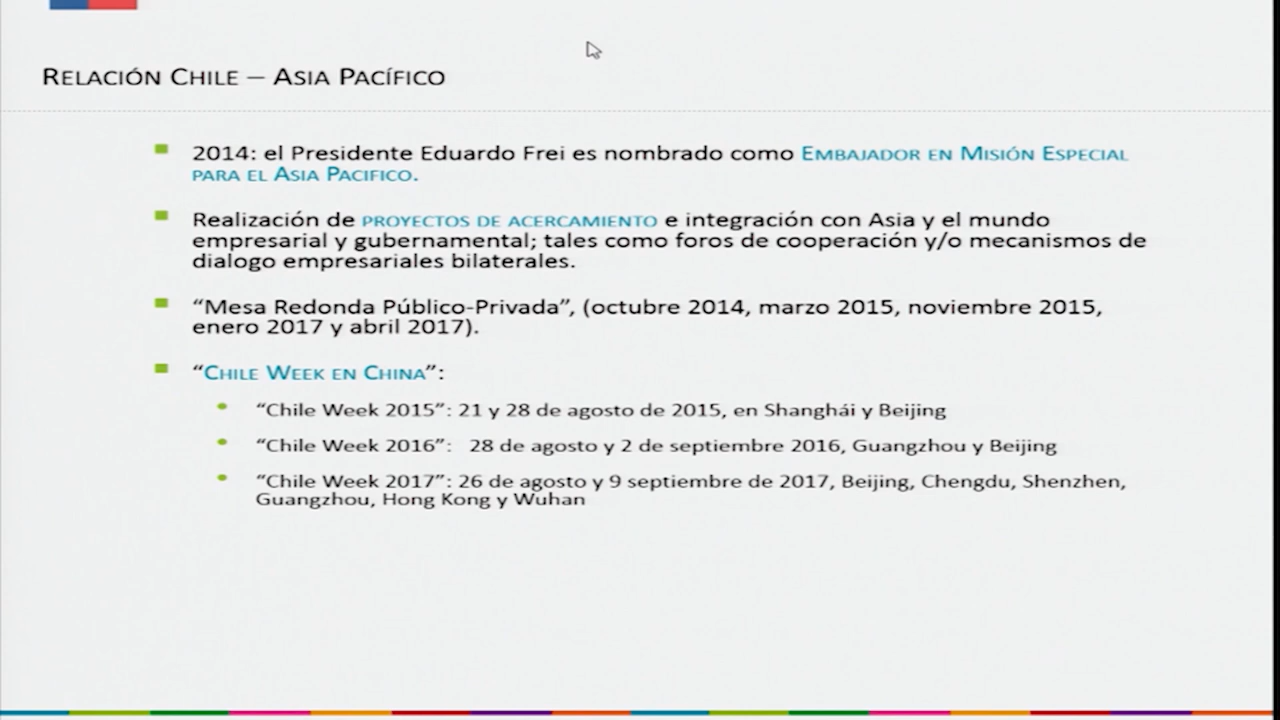 RELACIÓN CHILE – ASIA PACÍFICO
2014: el Presidente Eduardo Frei es nombrado como EMBAJADOR EN MISIÓN ESPECIAL
PARA EL ASIA PACIFICO.
Realización de PROYECTOS DE ACERCAMIENTO e integración con Asia y el mundo
empresarial y gubernamental; tales como foros de cooperación y/o mecanismos de
dialogo empresariales bilaterales.
“Mesa Redonda Público-Privada”, (octubre 2014, marzo 2015, noviembre 2015,
enero 2017 y abril 2017).
“CHILE WEEK EN CHINA”:
“Chile Week 2015”: 21 y 28 de agosto de 2015, en Shanghái y Beijing
“Chile Week 2016”: 28 de agosto y 2 de septiembre 2016, Guangzhou y Beijing
“Chile Week 2017”: 26 de agosto y 9 septiembre de 2017, Beijing, Chengdu, Shenzhen,
Guangzhou, Hong Kong y Wuhan